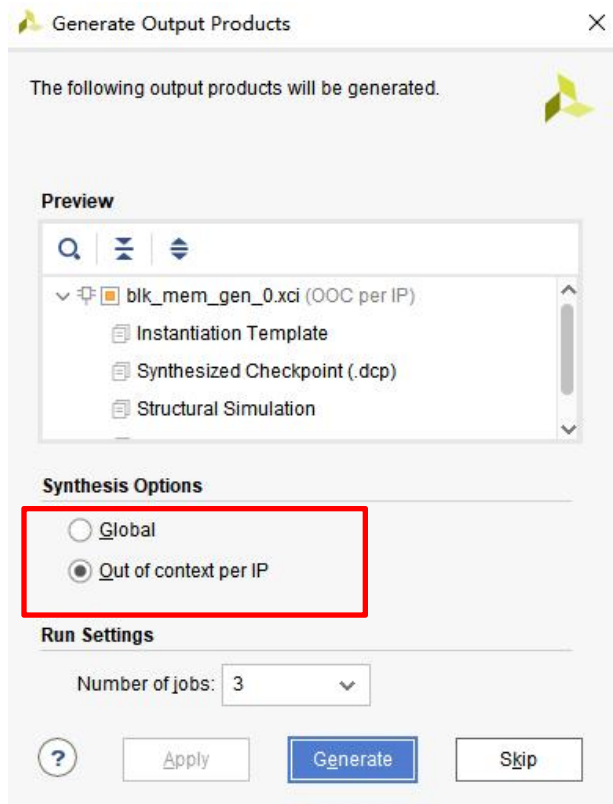 Generate Output Products
The following output products will be generated.
Preview
blk_mem_gen_0.xci (OOC per IP)
Instantiation Template
Synthesized Checkpoint (.dcp)
Structural Simulation
Synthesis Options
Global
Out of context per IP
Run Settings
Number of jobs: 3
? Apply Generate Skip